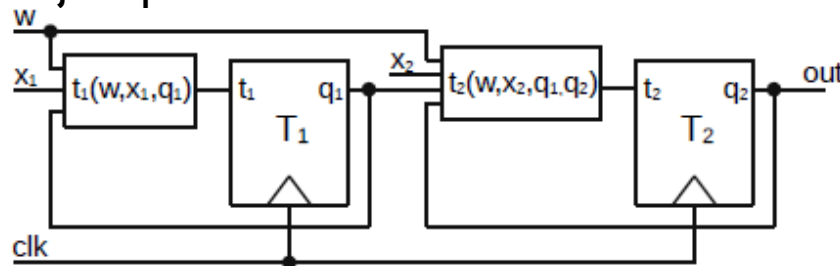 w
x₁
t₁(w,x₁,q₁)
t₁
q₁
T₁
x₂
t₂(w,x₂,q₁,q₂)
t₂
q₂
T₂
out
clk